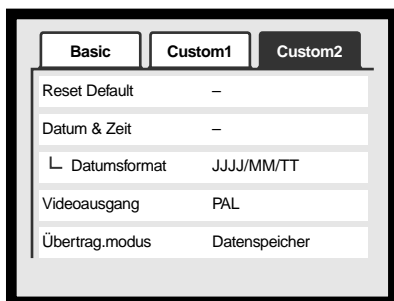 Basic Custom1 Custom2
Reset Default –
Datum & Zeit –
Datumsformat JJJJ/MM/TT
Videoausgang PAL
Übertrag.modus Datenspeicher